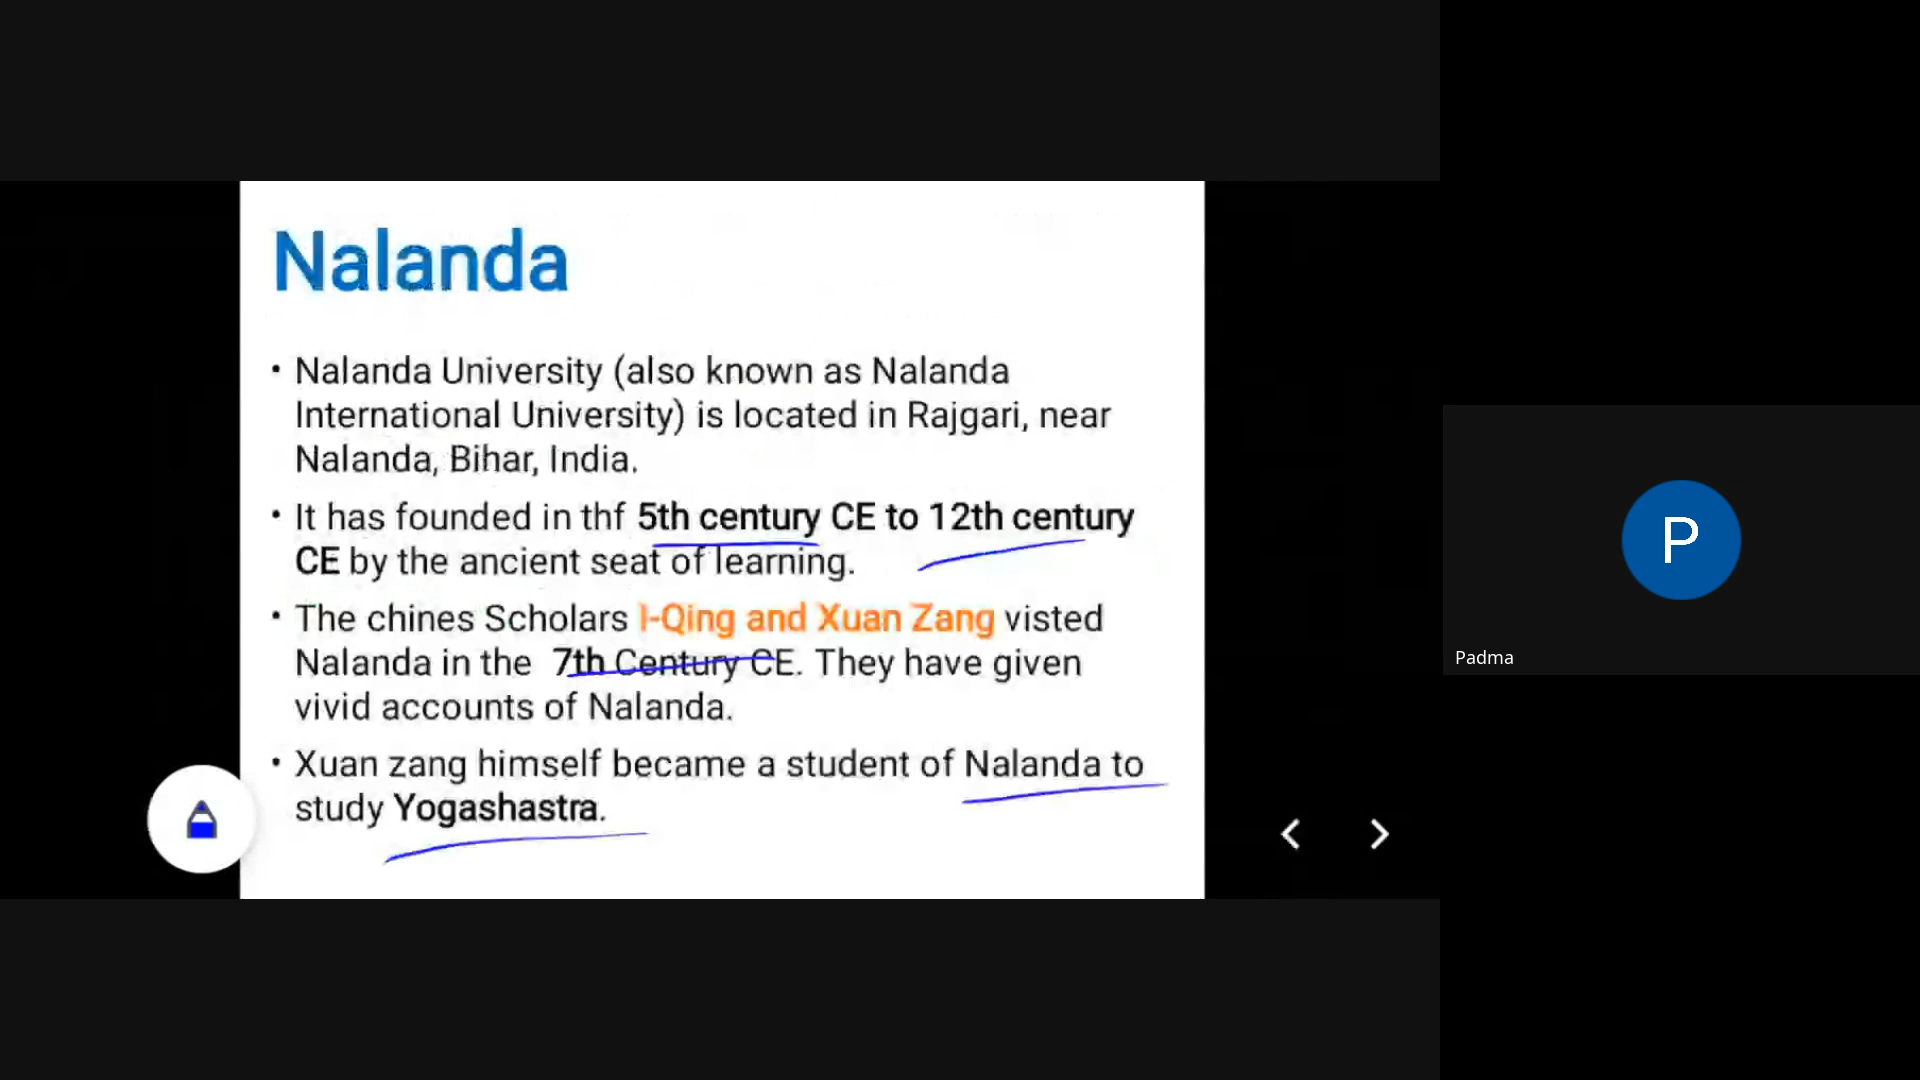 Nalanda
• Nalanda University (also known as Nalanda
International University) is located in Rajgari, near
Nalanda, Bihar, India.
• It has founded in thf 5th century CE to 12th century
CE by the ancient seat of learning.
• The chines Scholars I-Qing and Xuan Zang visted
Nalanda in the 7th Century CE. They have given
vivid accounts of Nalanda.
• Xuan zang himself became a student of Nalanda to
study Yogashastra.
P
Padma